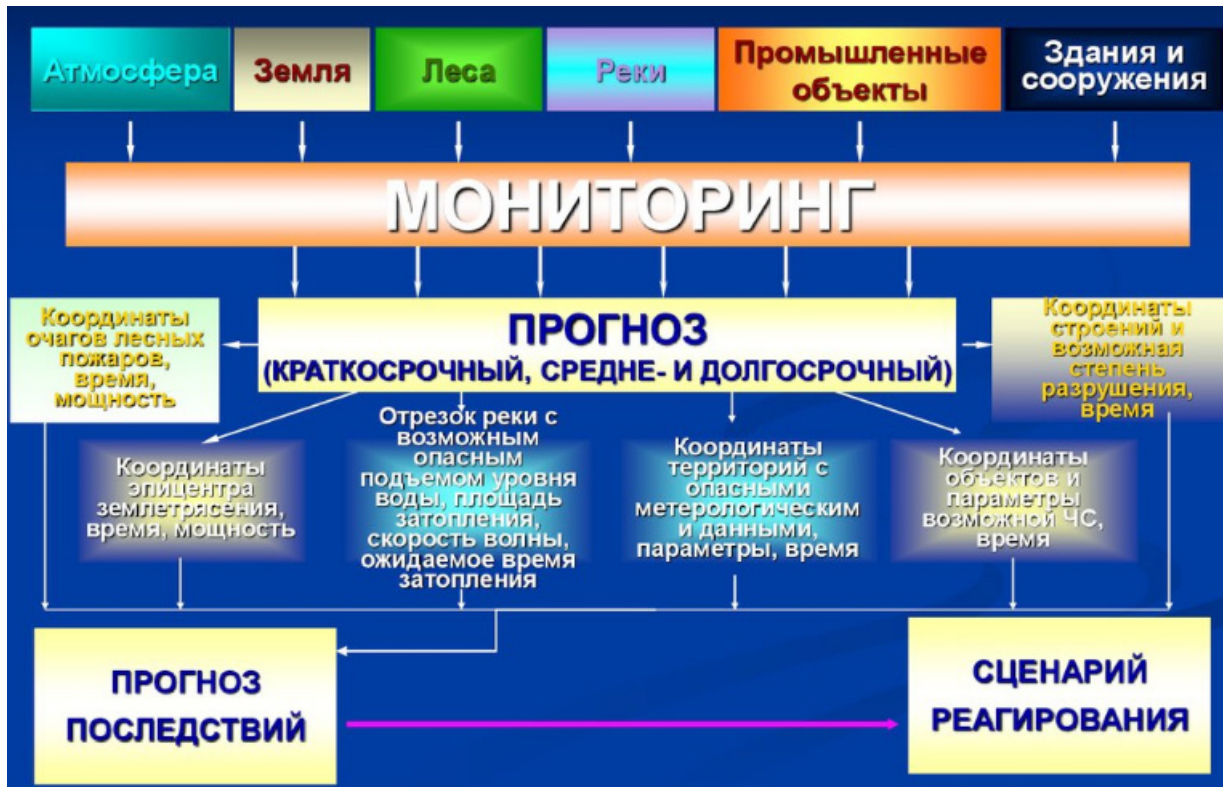 Атмосфера
Земля
Леса
Реки
Промышленные
объекты
Здания и
сооружения
МОНИТОРИНГ
Координаты
очагов лесных
пожаров,
время,
мощность
ПРОГНОЗ
(КРАТКОСРОЧНЫЙ, СРЕДНЕ- И ДОЛГОСРОЧНЫЙ)
Координаты
строений и
возможная
степень
разрушения,
время
Координаты
эпицентра
землетрясения,
время, мощность
Отрезок реки с
возможным
опасным
подъемом уровня
воды, площадь
затопления,
скорость волны,
ожидаемое время
затопления
Координаты
территорий с
опасными
метерологическим
и данными,
параметры, время
Координаты
объектов и
параметры
возможной ЧС,
время
ПРОГНОЗ
ПОСЛЕДСТВИЙ
СЦЕНАРИЙ
РЕАГИРОВАНИЯ